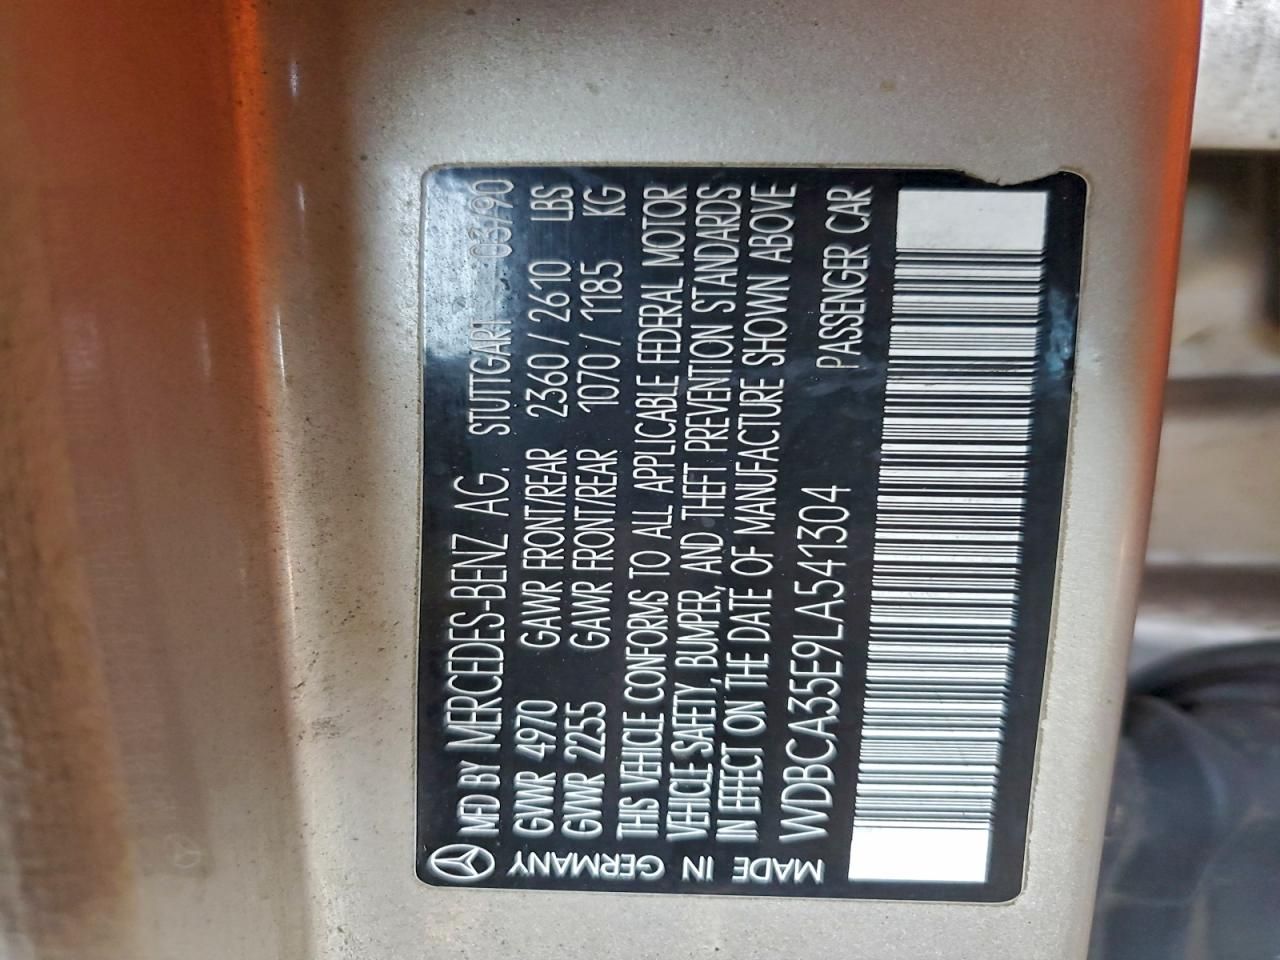 MFD BY MERCEDES-BENZ AG. STUTTGART 03/90
GVWR 4970 GAWR FRONT/REAR 2360 / 2610 LBS
GVWR 2255 GAWR FRONT/REAR 1070 / 1185 KG
THIS VEHICLE CONFORMS TO ALL APPLICABLE FEDERAL MOTOR
VEHICLE SAFETY, BUMPER, AND THEFT PREVENTION STANDARDS
IN EFFECT ON THE DATE OF MANUFACTURE SHOWN ABOVE
WDBCA35E9LA541304 PASSENGER CAR
MADE IN GERMANY